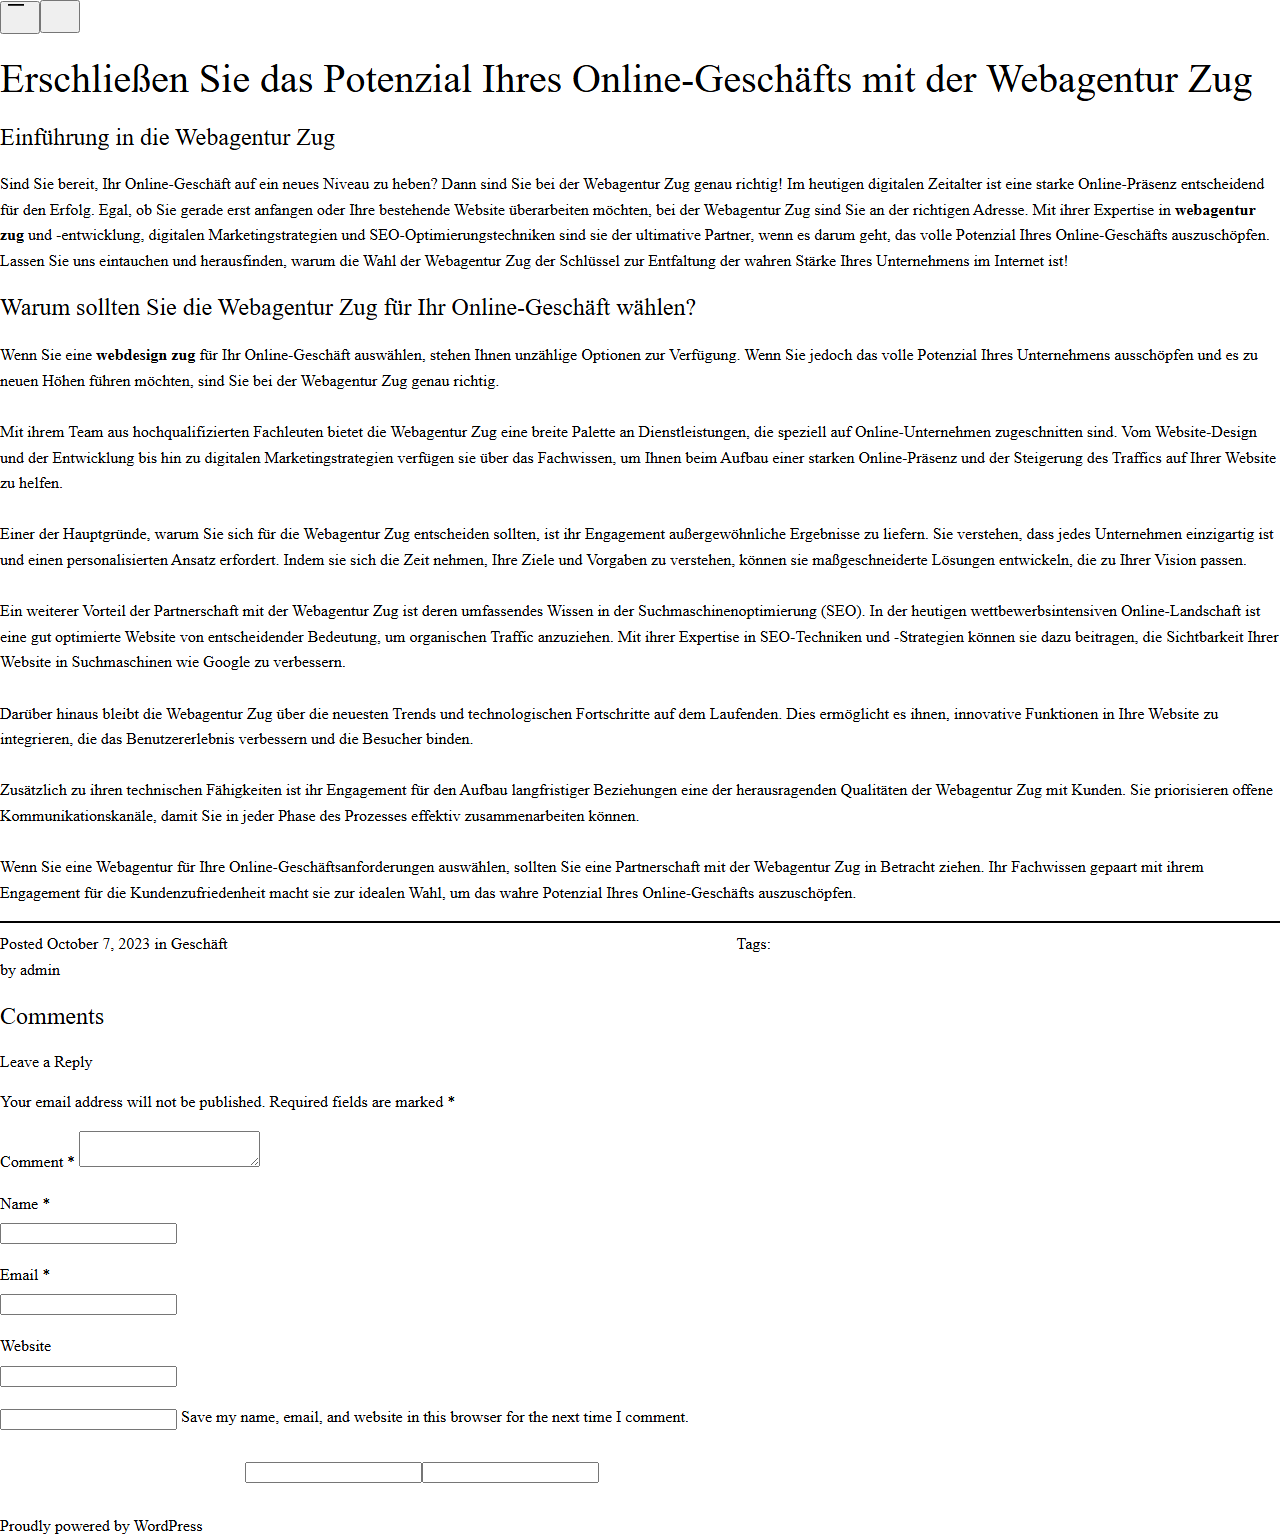 Erschließen Sie das Potenzial Ihres Online-Geschäfts mit der Webagentur Zug
Einführung in die Webagentur Zug
Sind Sie bereit, Ihr Online-Geschäft auf ein neues Niveau zu heben? Dann sind Sie bei der Webagentur Zug genau richtig! Im heutigen digitalen Zeitalter ist eine starke Online-Präsenz entscheidend
für den Erfolg. Egal, ob Sie gerade erst anfangen oder Ihre bestehende Website überarbeiten möchten, bei der Webagentur Zug sind Sie an der richtigen Adresse. Mit ihrer Expertise in webagentur
zug und -entwicklung, digitalen Marketingstrategien und SEO-Optimierungstechniken sind sie der ultimative Partner, wenn es darum geht, das volle Potenzial Ihres Online-Geschäfts auszuschöpfen.
Lassen Sie uns eintauchen und herausfinden, warum die Wahl der Webagentur Zug der Schlüssel zur Entfaltung der wahren Stärke Ihres Unternehmens im Internet ist!
Warum sollten Sie die Webagentur Zug für Ihr Online-Geschäft wählen?
Wenn Sie eine webdesign zug für Ihr Online-Geschäft auswählen, stehen Ihnen unzählige Optionen zur Verfügung. Wenn Sie jedoch das volle Potenzial Ihres Unternehmens ausschöpfen und es zu
neuen Höhen führen möchten, sind Sie bei der Webagentur Zug genau richtig.
Mit ihrem Team aus hochqualifizierten Fachleuten bietet die Webagentur Zug eine breite Palette an Dienstleistungen, die speziell auf Online-Unternehmen zugeschnitten sind. Vom Website-Design
und der Entwicklung bis hin zu digitalen Marketingstrategien verfügen sie über das Fachwissen, um Ihnen beim Aufbau einer starken Online-Präsenz und der Steigerung des Traffics auf Ihrer Website
zu helfen.
Einer der Hauptgründe, warum Sie sich für die Webagentur Zug entscheiden sollten, ist ihr Engagement außergewöhnliche Ergebnisse zu liefern. Sie verstehen, dass jedes Unternehmen einzigartig ist
und einen personalisierten Ansatz erfordert. Indem sie sich die Zeit nehmen, Ihre Ziele und Vorgaben zu verstehen, können sie maßgeschneiderte Lösungen entwickeln, die zu Ihrer Vision passen.
Ein weiterer Vorteil der Partnerschaft mit der Webagentur Zug ist deren umfassendes Wissen in der Suchmaschinenoptimierung (SEO). In der heutigen wettbewerbsintensiven Online-Landschaft ist
eine gut optimierte Website von entscheidender Bedeutung, um organischen Traffic anzuziehen. Mit ihrer Expertise in SEO-Techniken und -Strategien können sie dazu beitragen, die Sichtbarkeit Ihrer
Website in Suchmaschinen wie Google zu verbessern.
Darüber hinaus bleibt die Webagentur Zug über die neuesten Trends und technologischen Fortschritte auf dem Laufenden. Dies ermöglicht es ihnen, innovative Funktionen in Ihre Website zu
integrieren, die das Benutzererlebnis verbessern und die Besucher binden.
Zusätzlich zu ihren technischen Fähigkeiten ist ihr Engagement für den Aufbau langfristiger Beziehungen eine der herausragenden Qualitäten der Webagentur Zug mit Kunden. Sie priorisieren offene
Kommunikationskanäle, damit Sie in jeder Phase des Prozesses effektiv zusammenarbeiten können.
Wenn Sie eine Webagentur für Ihre Online-Geschäftsanforderungen auswählen, sollten Sie eine Partnerschaft mit der Webagentur Zug in Betracht ziehen. Ihr Fachwissen gepaart mit ihrem
Engagement für die Kundenzufriedenheit macht sie zur idealen Wahl, um das wahre Potenzial Ihres Online-Geschäfts auszuschöpfen.
Posted October 7, 2023 in Geschäft
by admin
Tags:
Comments
Leave a Reply
Your email address will not be published. Required fields are marked *
Comment *
Name *
Email *
Website
Save my name, email, and website in this browser for the next time I comment.
Proudly powered by WordPress